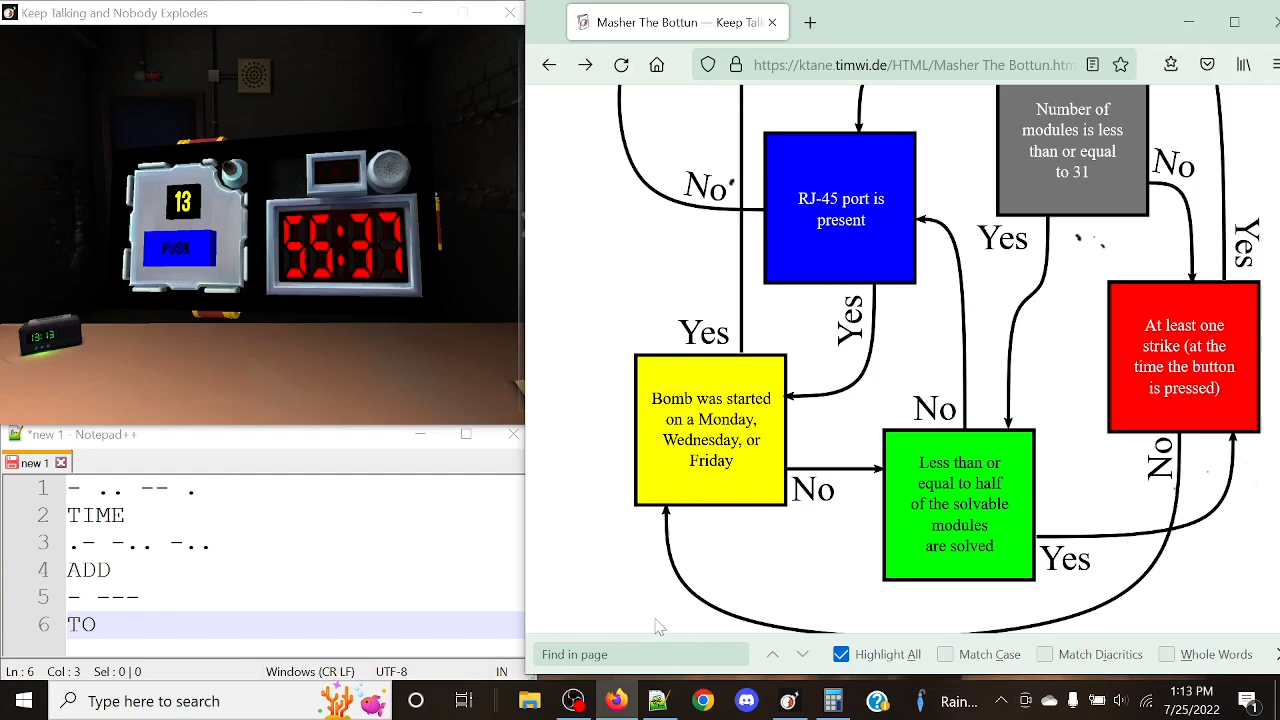 Keep Talking and Nobody Explodes
13
PUSH
13:13
*new 1 - Notepad++
new 1
1 - .. -- .
2 TIME
3 .- -.. -..
4 ADD
5 - ---
6 TO
Ln : 6 Col : 3 Sel : 0 | 0
Windows (CR LF)
UTF-8
IN
Masher The Bottun — Keep Talk
https://ktane.timwi.de/HTML/Masher The Bottun.htm
Number of
modules is less
than or equal
to 31
No
Yes
RJ-45 port is
present
No
Yes
Yes
Yes
At least one
strike (at the
time the button
is pressed)
No
Bomb was started
on a Monday,
Wednesday, or
Friday
No
No
Less than or
equal to half
of the solvable
modules
are solved
Yes
Find in page
Highlight All
Match Case
Match Diacritics
Whole Words
Type here to search
Rain...
1:13 PM
7/25/2022
1